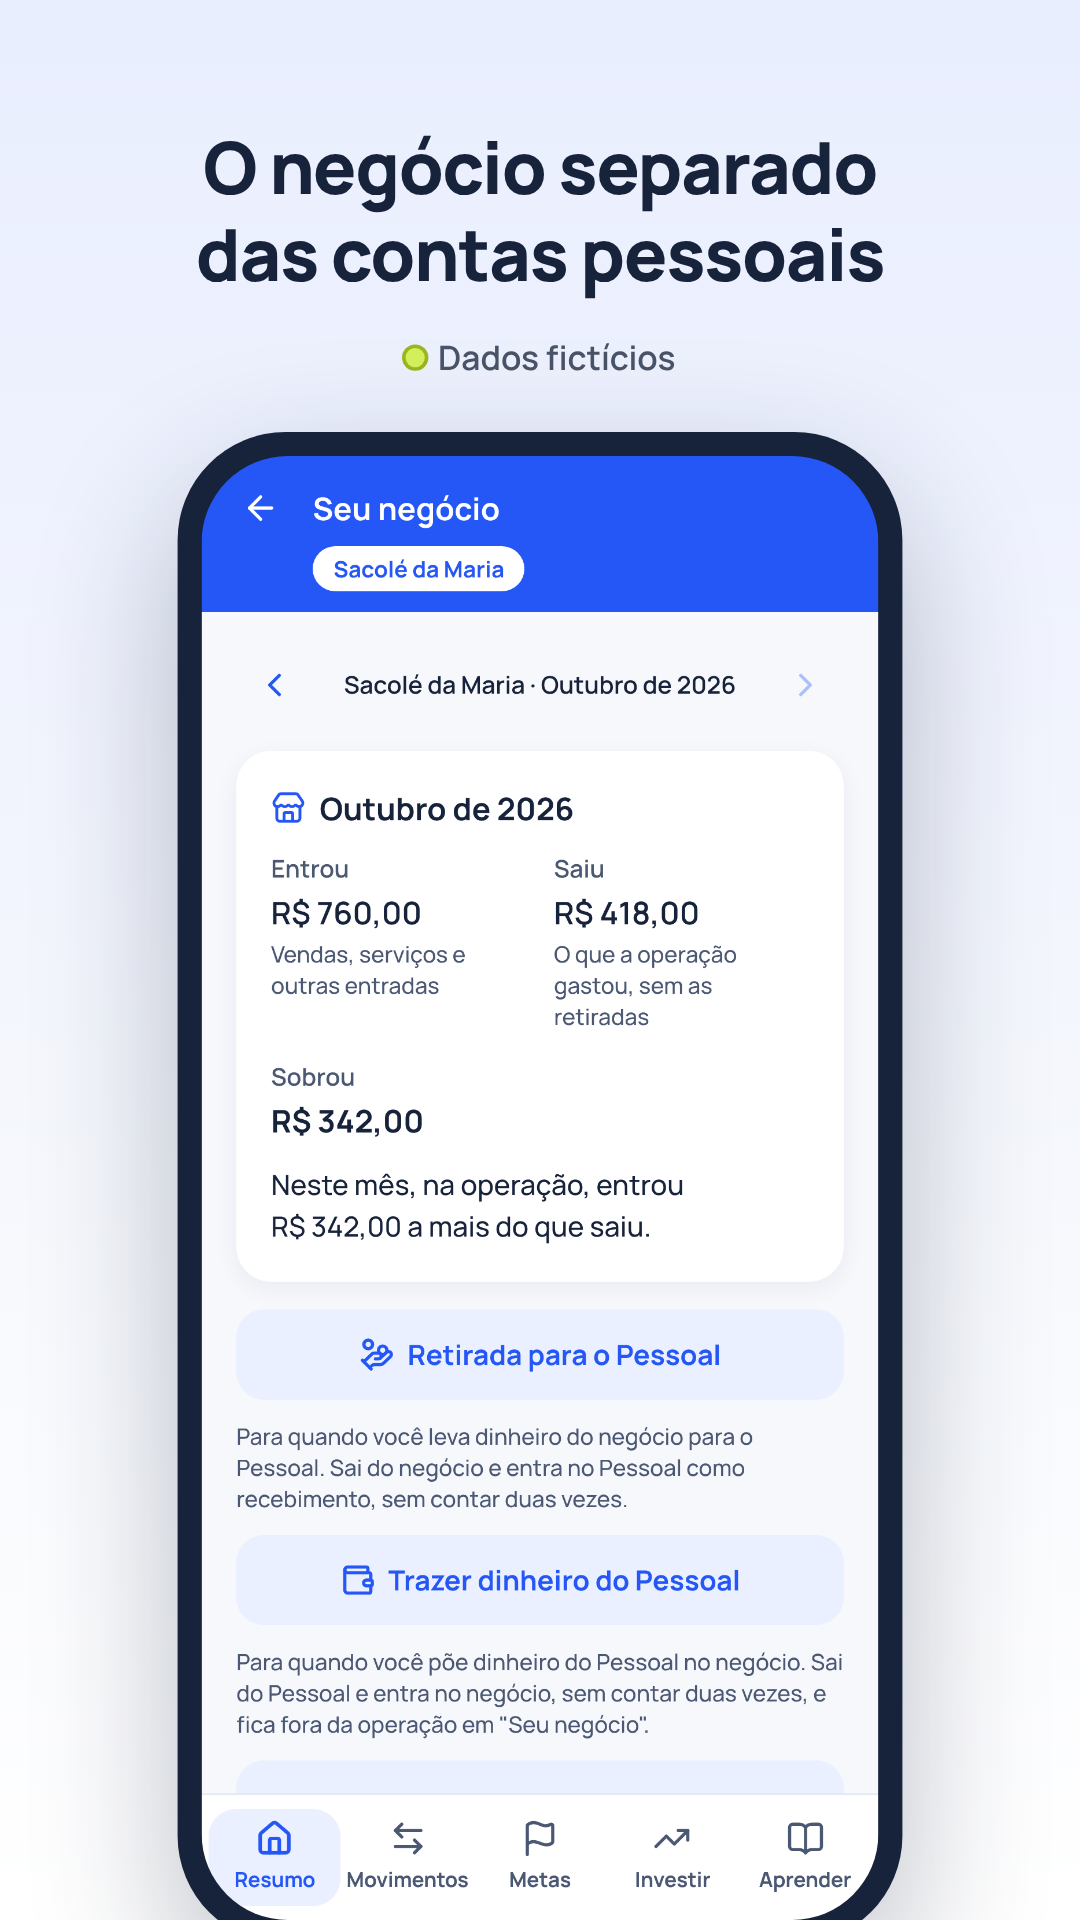 O negócio separado
das contas pessoais
Dados fictícios
Seu negócio
Sacolé da Maria
Sacolé da Maria · Outubro de 2026
Outubro de 2026
Entrou
R$ 760,00
Vendas, serviços e
outras entradas
Saiu
R$ 418,00
O que a operação
gastou, sem as
retiradas
Sobrou
R$ 342,00
Neste mês, na operação, entrou
R$ 342,00 a mais do que saiu.
Retirada para o Pessoal
Para quando você leva dinheiro do negócio para o
Pessoal. Sai do negócio e entra no Pessoal como
recebimento, sem contar duas vezes.
Trazer dinheiro do Pessoal
Para quando você põe dinheiro do Pessoal no negócio. Sai
do Pessoal e entra no negócio, sem contar duas vezes, e
fica fora da operação em "Seu negócio".
Resumo
Movimentos
Metas
Investir
Aprender